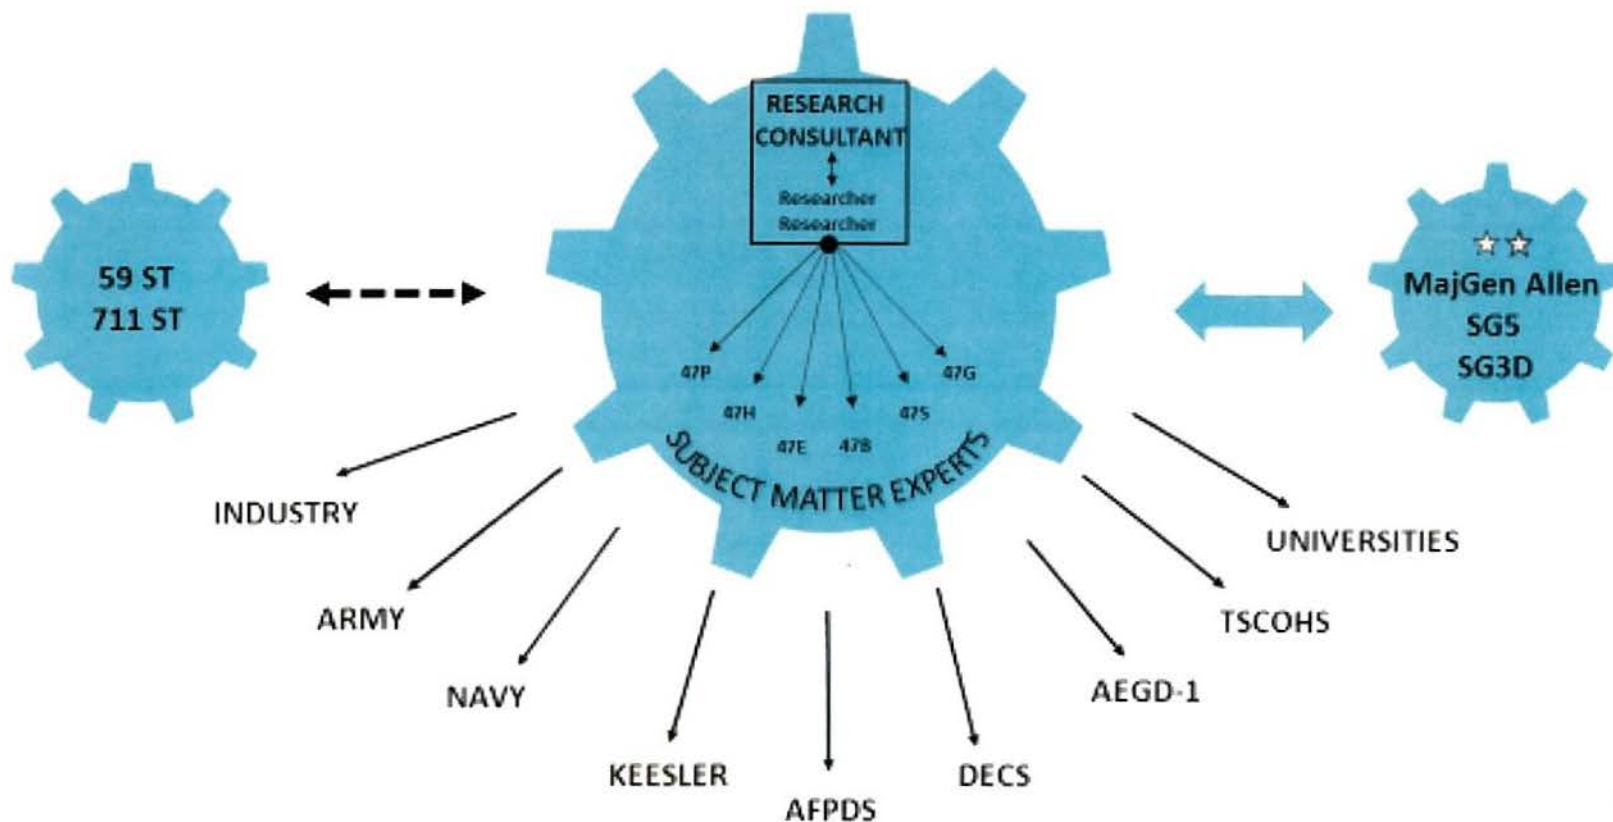 RESEARCH
CONSULTANT
Researcher
Researcher
59 ST
711 ST
MajGen Allen
SG5
SG3D
47P
47G
47H
47S
47E
47B
SUBJECT MATTER EXPERTS
INDUSTRY
UNIVERSITIES
ARMY
TSCOHS
NAVY
AEGD-1
KEESLER
DECS
AFPDS